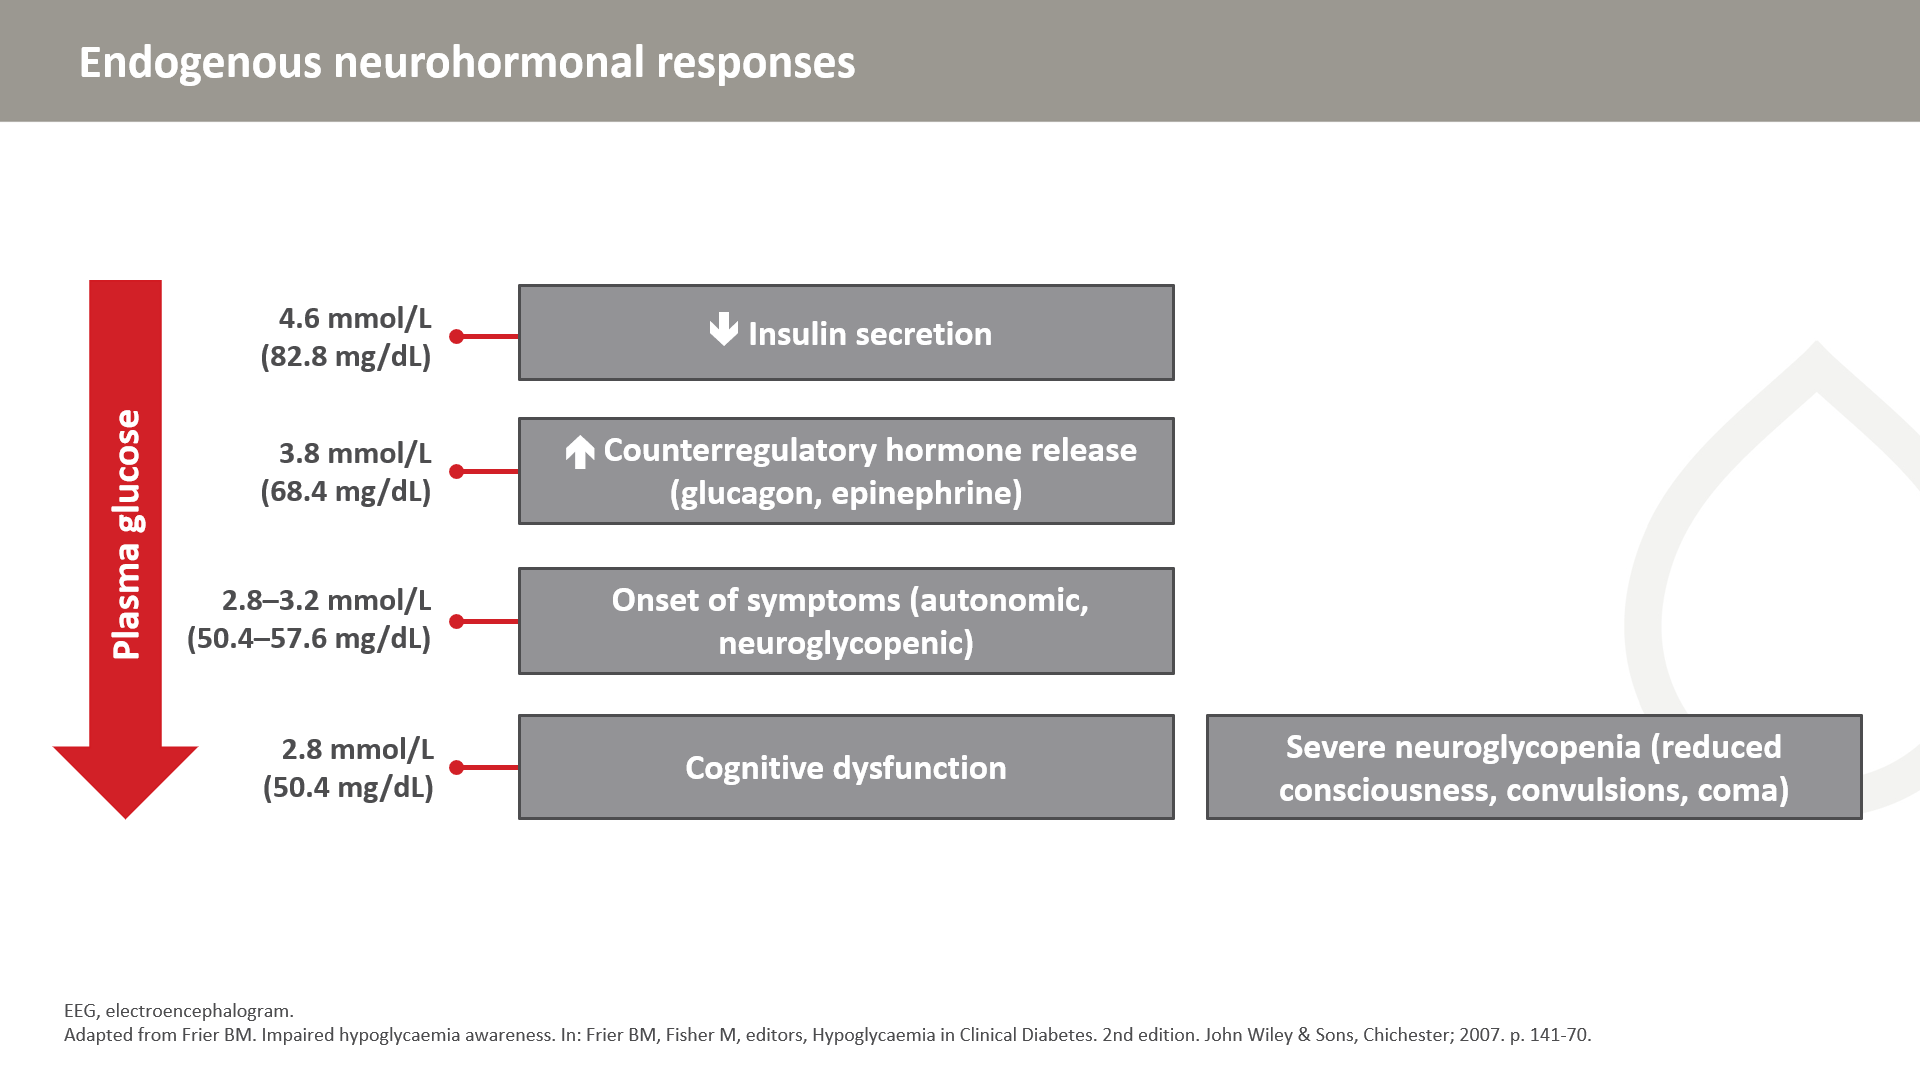 Endogenous neurohormonal responses
Plasma glucose
4.6 mmol/L
(82.8 mg/dL)
Insulin secretion
3.8 mmol/L
(68.4 mg/dL)
Counterregulatory hormone release
(glucagon, epinephrine)
2.8–3.2 mmol/L
(50.4–57.6 mg/dL)
Onset of symptoms (autonomic,
neuroglycopenic)
2.8 mmol/L
(50.4 mg/dL)
Cognitive dysfunction
Severe neuroglycopenia (reduced
consciousness, convulsions, coma)
EEG, electroencephalogram.
Adapted from Frier BM. Impaired hypoglycaemia awareness. In: Frier BM, Fisher M, editors, Hypoglycaemia in Clinical Diabetes. 2nd edition. John Wiley & Sons, Chichester; 2007. p. 141-70.